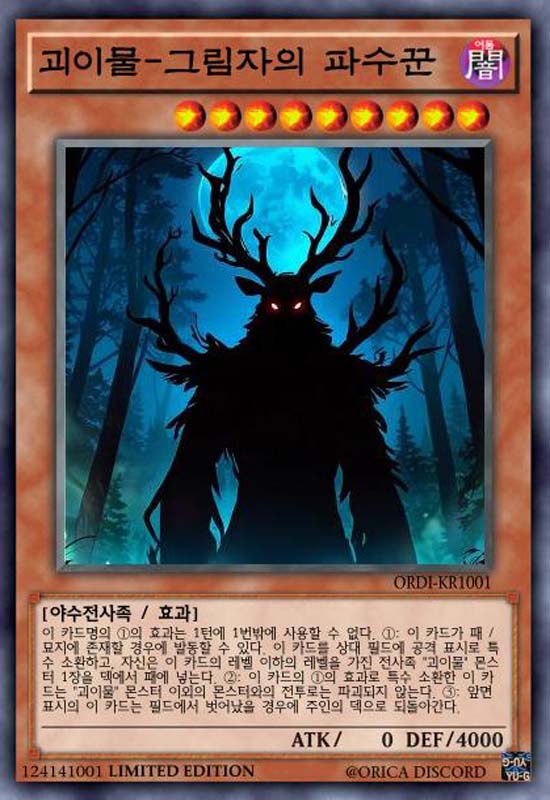 괴이물-그림자의 파수꾼
어둠
闇
ORDI-KR1001
[야수전사족 / 효과]
이 카드명의 ①의 효과는 1턴에 1번밖에 사용할 수 없다. ①: 이 카드가 패 /
묘지에 존재할 경우에 발동할 수 있다. 이 카드를 상대 필드에 공격 표시로 특
수 소환하고, 자신은 이 카드의 레벨 이하의 레벨을 가진 전사족 "괴이물" 몬스
터 1장을 덱에서 패에 넣는다. ②: 이 카드의 ①의 효과로 특수 소환한 이 카
드는 "괴이물" 몬스터 이외의 몬스터와의 전투로는 파괴되지 않는다. ③: 앞면
표시의 이 카드는 필드에서 벗어났을 경우에 주인의 덱으로 되돌아간다.
ATK/ 0 DEF/4000
124141001 LIMITED EDITION @ORICA DISCORD